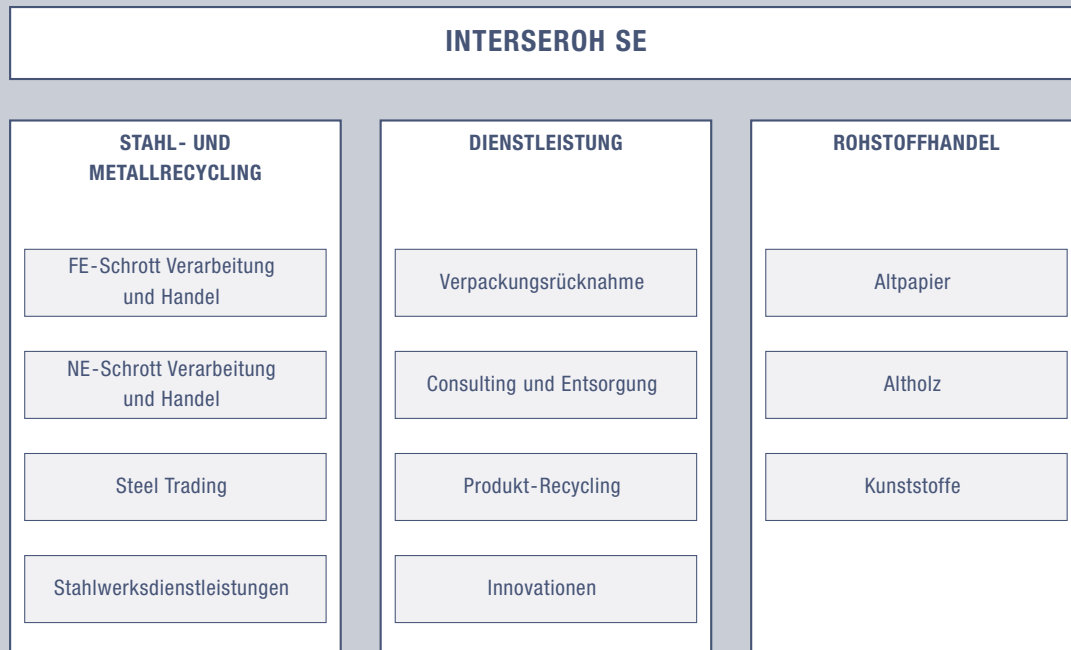 INTERSEROH SE
STAHL- UND
METALLRECYCLING
FE-Schrott Verarbeitung
und Handel
NE-Schrott Verarbeitung
und Handel
Steel Trading
Stahlwerksdienstleistungen
DIENSTLEISTUNG
Verpackungsrücknahme
Consulting und Entsorgung
Produkt-Recycling
Innovationen
ROHSTOFFHANDEL
Altpapier
Altholz
Kunststoffe